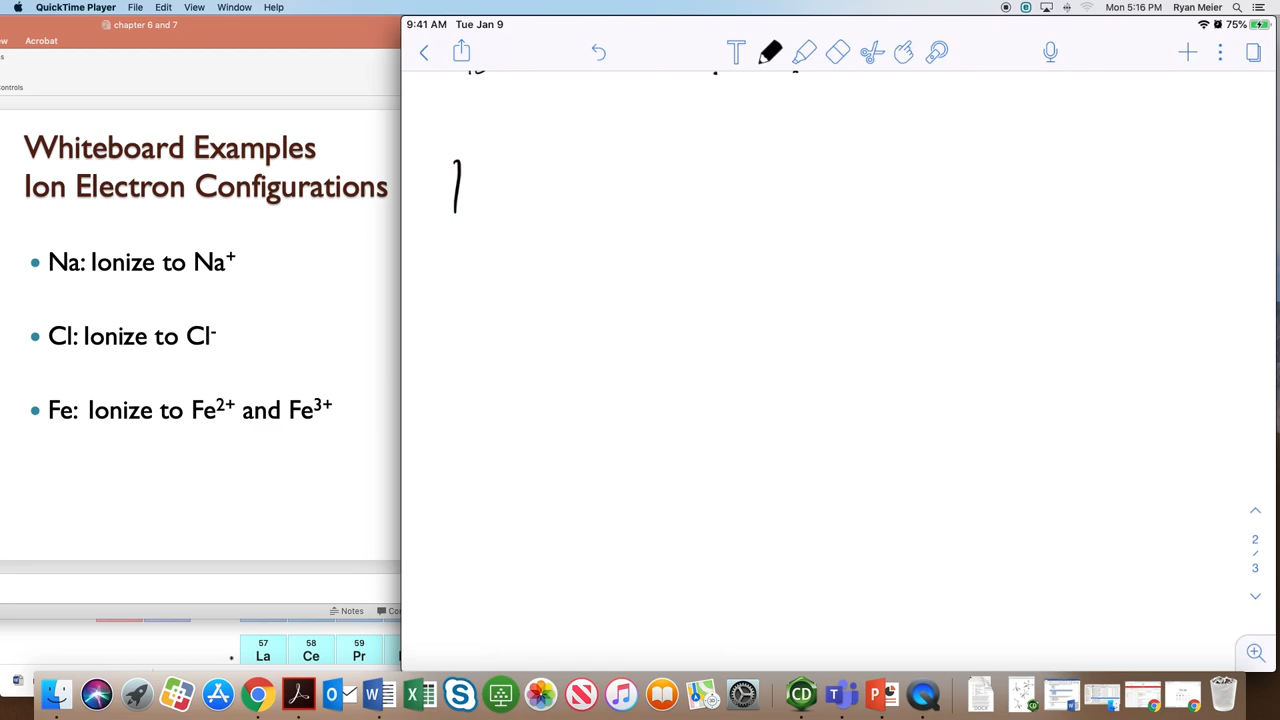 QuickTime Player File Edit View Window Help Mon 5:16 PM Ryan Meier
chapter 6 and 7
Acrobat
ontrols
9:41 AM Tue Jan 9 75%
T
Whiteboard Examples
Ion Electron Configurations
• Na: Ionize to Na⁺
• Cl: Ionize to Cl⁻
• Fe: Ionize to Fe²⁺ and Fe³⁺
2
/
3
Notes Co
57 58 59
* La Ce Pr